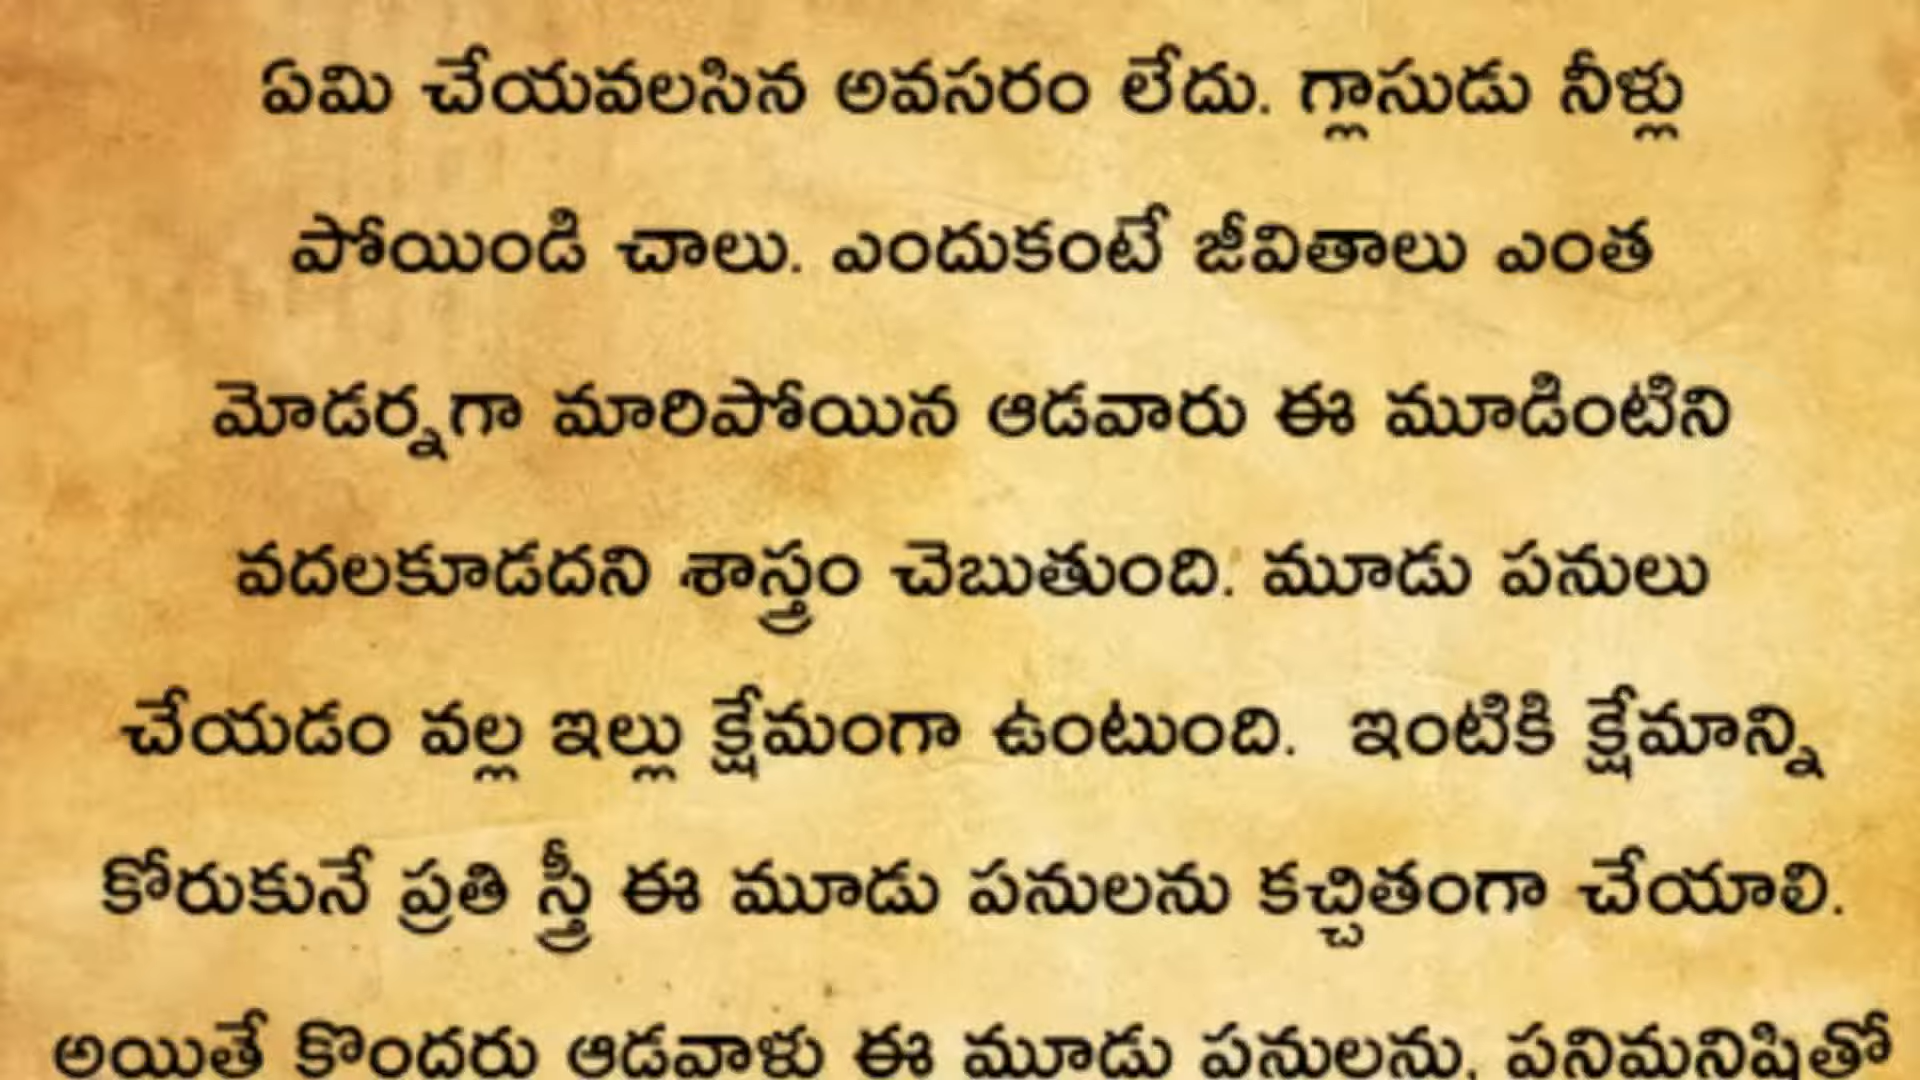 ఏమి చేయవలసిన అవసరం లేదు. గ్లాసుడు నీళ్లు
పోయిండి చాలు. ఎందుకంటే జీవితాలు ఎంత
మోడర్నగా మారిపోయిన ఆడవారు ఈ మూడింటిని
వదలకూడదని శాస్త్రం చెబుతుంది. మూడు పనులు
చేయడం వల్ల ఇల్లు క్షేమంగా ఉంటుంది. ఇంటికి క్షేమాన్ని
కోరుకునే ప్రతి స్త్రీ ఈ మూడు పనులను కచ్చితంగా చేయాలి.
అయితే కొందరు ఆడవాళు ఈ మూడు పనులను, పనిమనిషితో